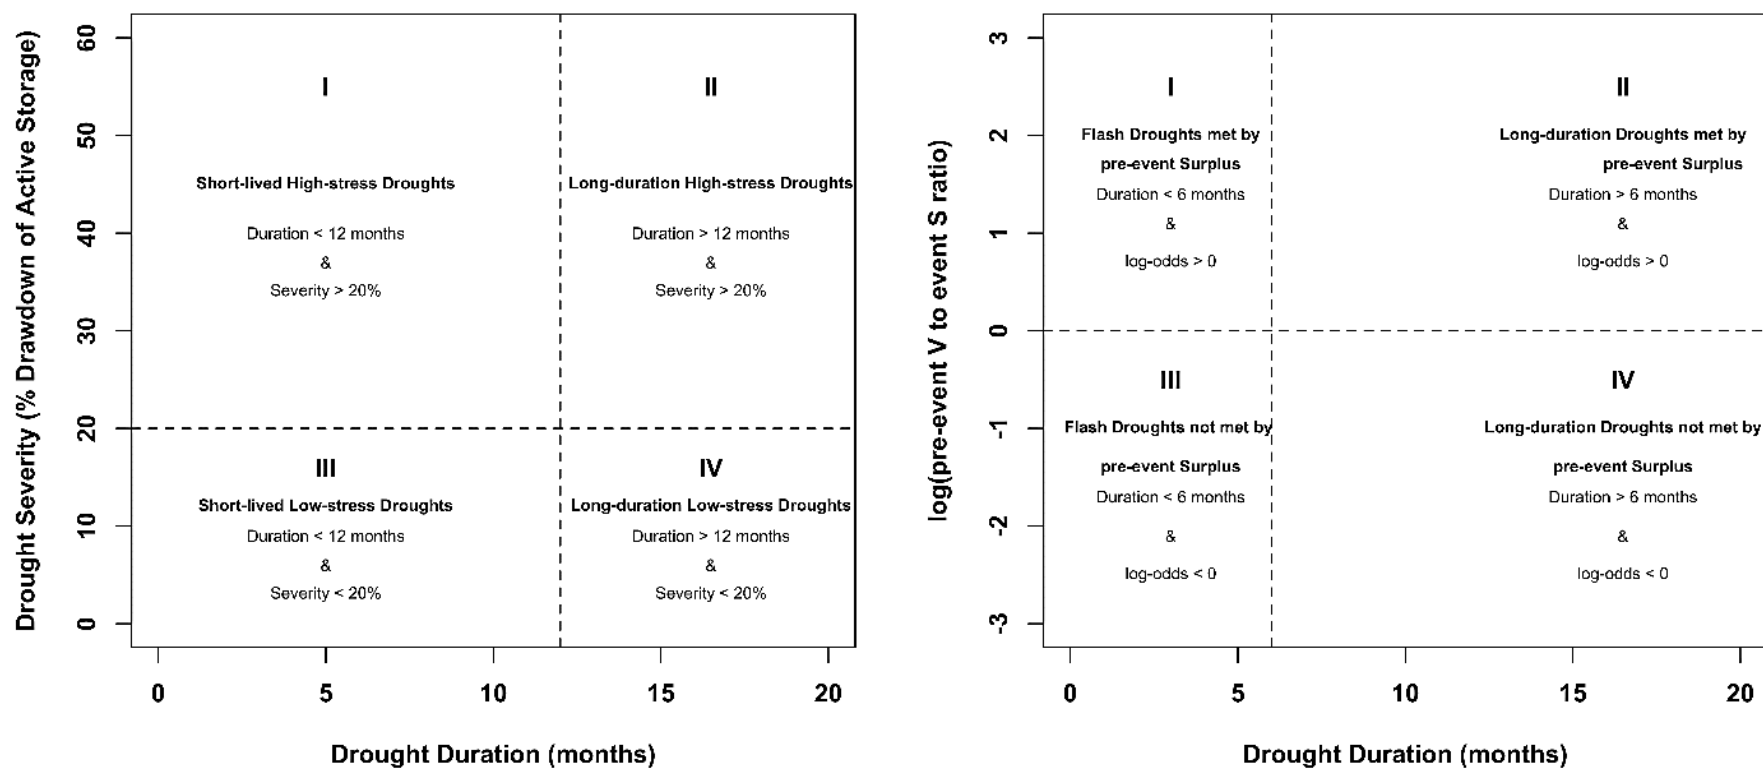 Drought Severity (% Drawdown of Active Storage)
60
50
40
30
20
10
0
I
Short-lived High-stress Droughts
Duration < 12 months
&
Severity > 20%
II
Long-duration High-stress Droughts
Duration > 12 months
&
Severity > 20%
III
Short-lived Low-stress Droughts
Duration < 12 months
&
Severity < 20%
IV
Long-duration Low-stress Droughts
Duration > 12 months
&
Severity < 20%
0 5 10 15 20
Drought Duration (months)
log(pre-event V to event S ratio)
3
2
1
0
-1
-2
-3
I
Flash Droughts met by
pre-event Surplus
Duration < 6 months
&
log-odds > 0
II
Long-duration Droughts met by
pre-event Surplus
Duration > 6 months
&
log-odds > 0
III
Flash Droughts not met by
pre-event Surplus
Duration < 6 months
&
log-odds < 0
IV
Long-duration Droughts not met by
pre-event Surplus
Duration > 6 months
&
log-odds < 0
0 5 10 15 20
Drought Duration (months)